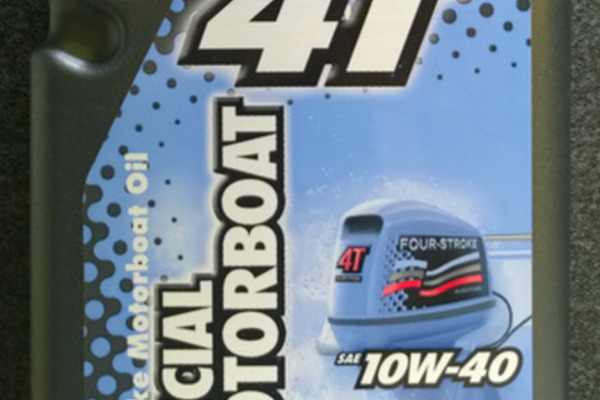 4T
CIAL
OTORBOAT
ke Motorboat Oil
FOUR-STROKE
4T
SAE 10W-40